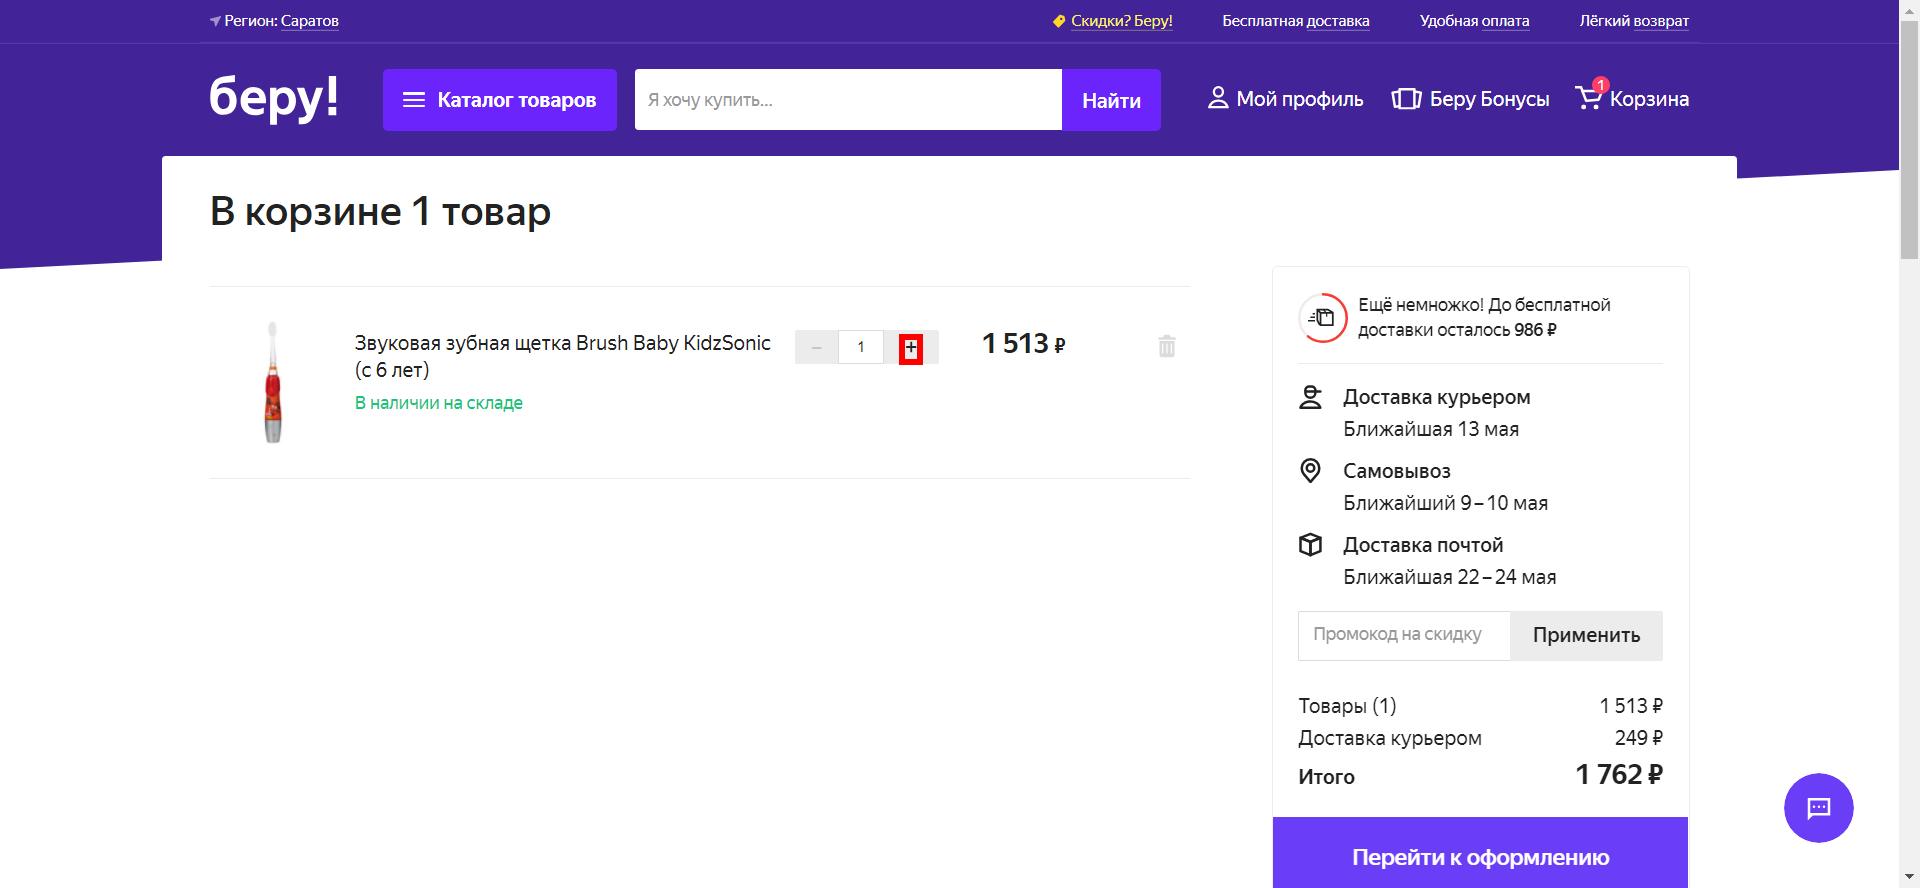 Регион: Саратов
Скидки? Беру!
Бесплатная доставка
Удобная оплата
Лёгкий возврат
беру!
Каталог товаров
Я хочу купить...
Найти
Мой профиль
Беру Бонусы
1
Корзина
В корзине 1 товар
Звуковая зубная щетка Brush Baby KidzSonic
(с 6 лет)
В наличии на складе
– 1 +
1 513 ₽
Ещё немножко! До бесплатной
доставки осталось 986 ₽
Доставка курьером
Ближайшая 13 мая
Самовывоз
Ближайший 9–10 мая
Доставка почтой
Ближайшая 22–24 мая
Промокод на скидку
Применить
Товары (1) 1 513 ₽
Доставка курьером 249 ₽
Итого 1 762 ₽
Перейти к оформлению